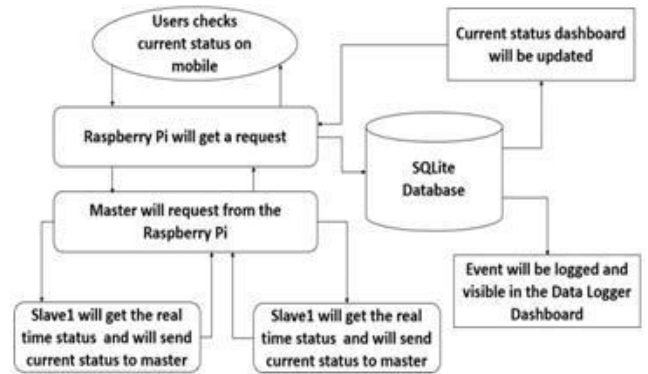 Users checks
current status on
mobile
Current status dashboard
will be updated
Raspberry Pi will get a request
SQLite
Database
Master will request from the
Raspberry Pi
Event will be logged and
visible in the Data Logger
Dashboard
Slave1 will get the real
time status and will send
current status to master
Slave1 will get the real
time status and will send
current status to master